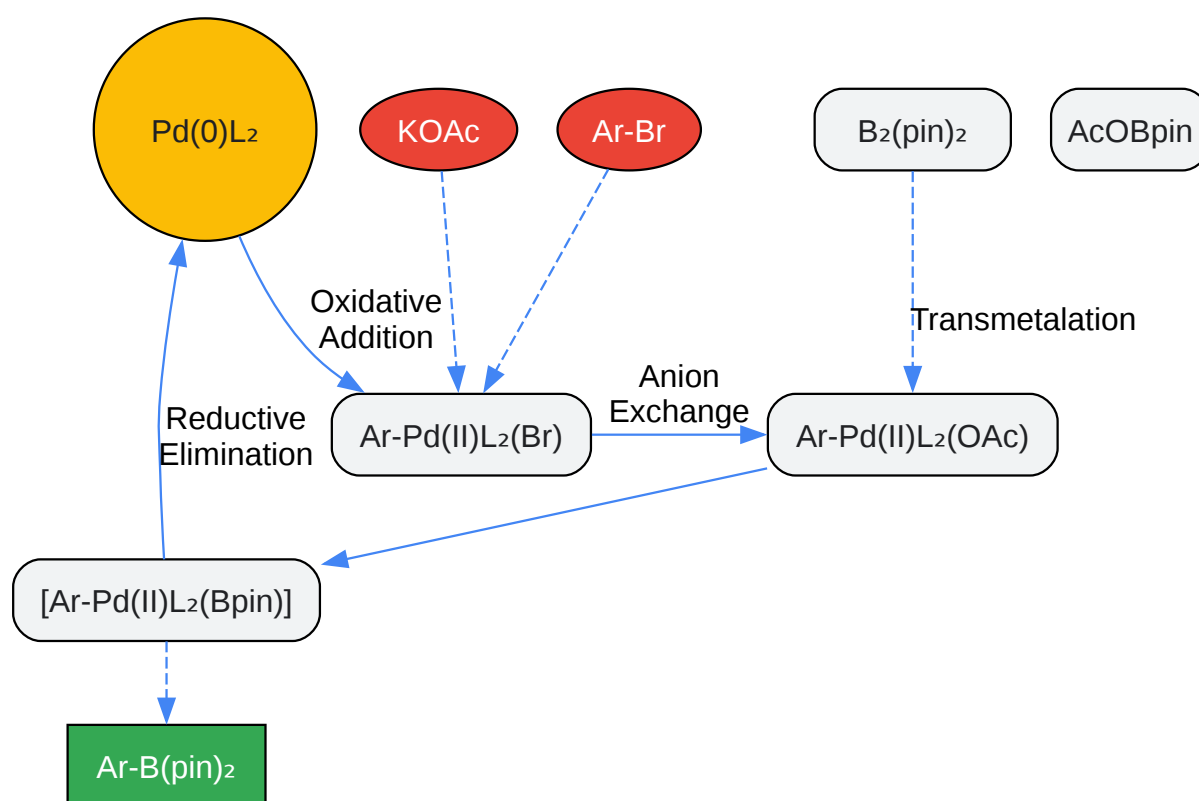 Pd(0)L₂
KOAc
Ar-Br
B₂(pin)₂
AcOBpin
Oxidative
Addition
Transmetalation
Anion
Exchange
Reductive
Elimination
Ar-Pd(II)L₂(Br)
Ar-Pd(II)L₂(OAc)
[Ar-Pd(II)L₂(Bpin)]
Ar-B(pin)₂